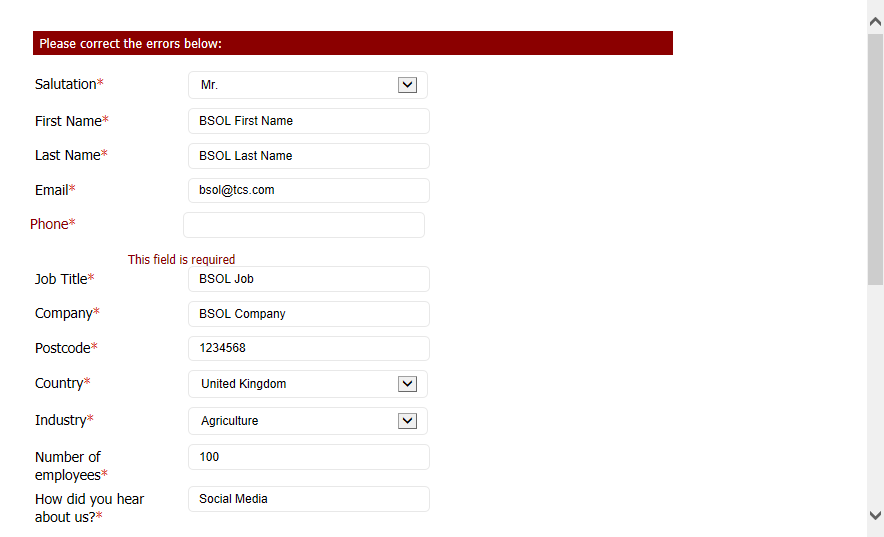 Please correct the errors below:
Salutation* Mr.
First Name* BSOL First Name
Last Name* BSOL Last Name
Email* bsol@tcs.com
Phone*
This field is required
Job Title* BSOL Job
Company* BSOL Company
Postcode* 1234568
Country* United Kingdom
Industry* Agriculture
Number of 100
employees*
How did you hear Social Media
about us?*